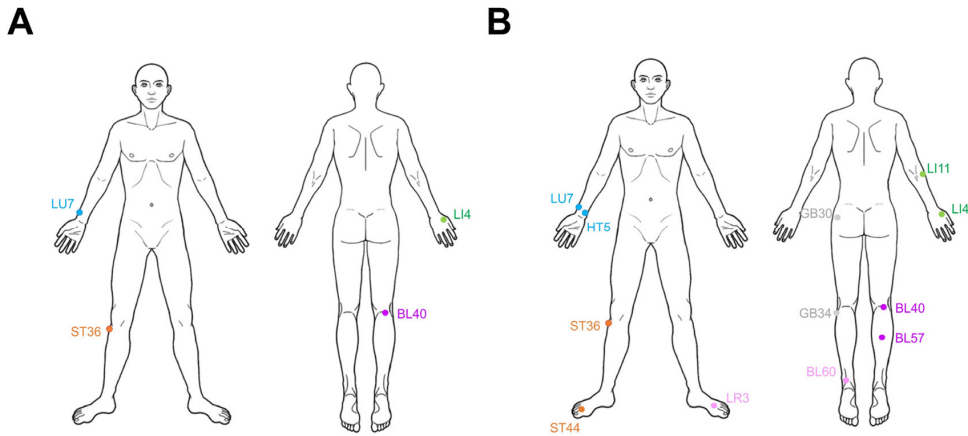 A
B
LU7
LI4
ST36
BL40
LU7
HT5
GB30
LI11
LI4
ST36
GB34
BL40
BL57
BL60
LR3
ST44